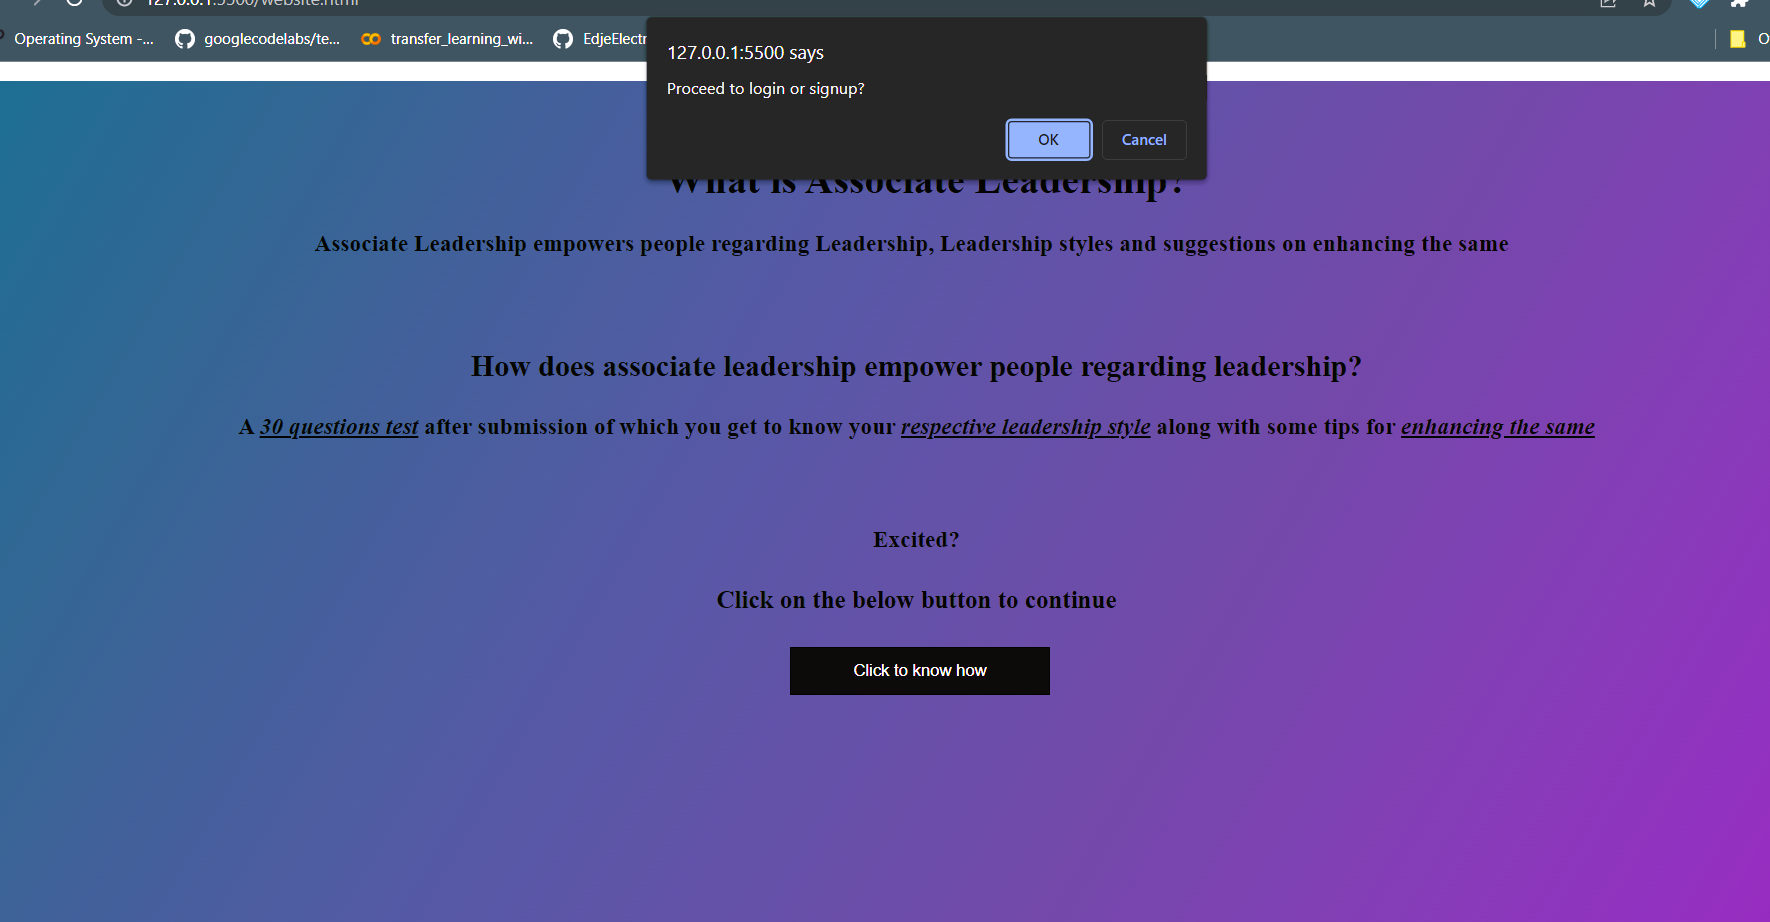 127.0.0.1:5500/website.html
Operating System -... googlecodelabs/te... transfer_learning_wi... EdjeElectr
127.0.0.1:5500 says
Proceed to login or signup?
OK Cancel
What is Associate Leadership?
Associate Leadership empowers people regarding Leadership, Leadership styles and suggestions on enhancing the same
How does associate leadership empower people regarding leadership?
A 30 questions test after submission of which you get to know your respective leadership style along with some tips for enhancing the same
Excited?
Click on the below button to continue
Click to know how